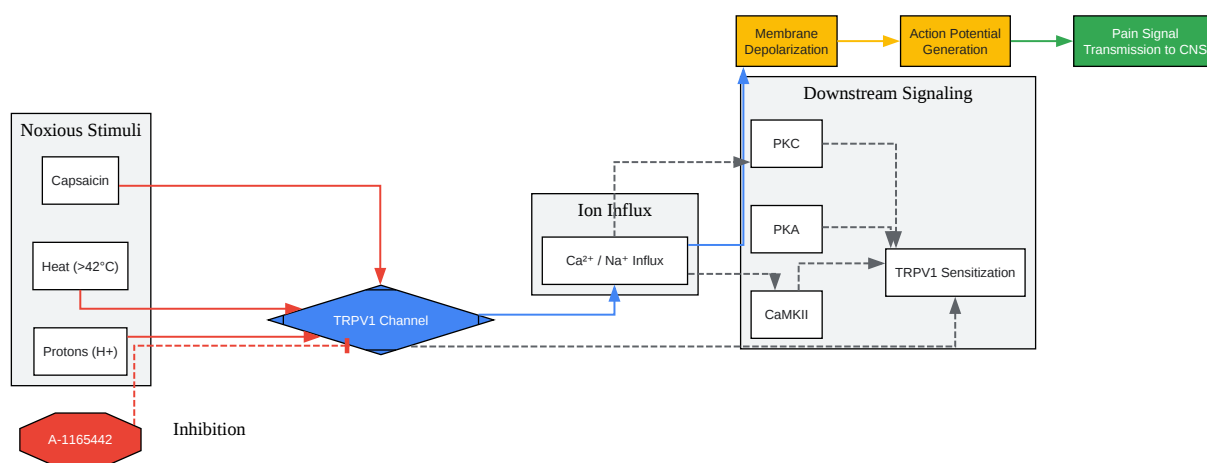 Membrane
Depolarization
Action Potential
Generation
Pain Signal
Transmission to CNS
Downstream Signaling
Noxious Stimuli
PKC
Capsaicin
Ion Influx
PKA
Heat (>42°C)
Ca²⁺ / Na⁺ Influx
TRPV1 Sensitization
CaMKII
TRPV1 Channel
Protons (H+)
Inhibition
A-1165442